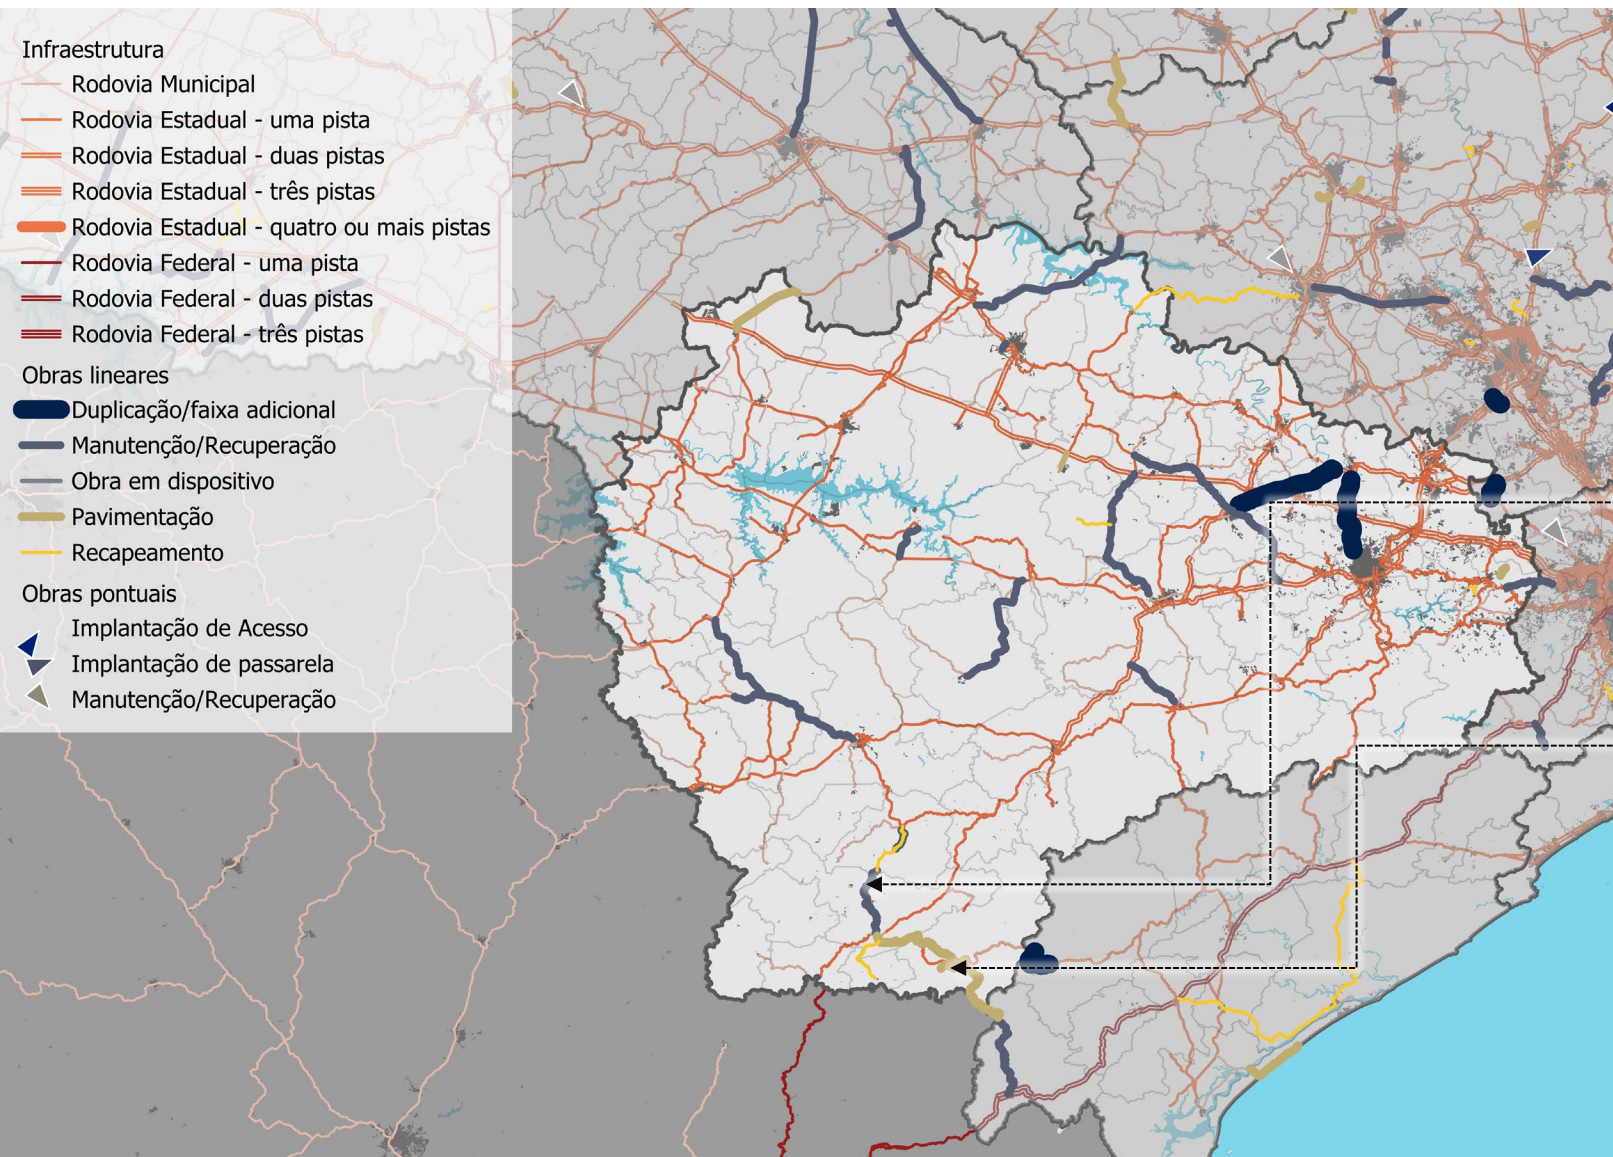 Infraestrutura
Rodovia Municipal
Rodovia Estadual - uma pista
Rodovia Estadual - duas pistas
Rodovia Estadual - três pistas
Rodovia Estadual - quatro ou mais pistas
Rodovia Federal - uma pista
Rodovia Federal - duas pistas
Rodovia Federal - três pistas
Obras lineares
Duplicação/faixa adicional
Manutenção/Recuperação
Obra em dispositivo
Pavimentação
Recapeamento
Obras pontuais
Implantação de Acesso
Implantação de passarela
Manutenção/Recuperação